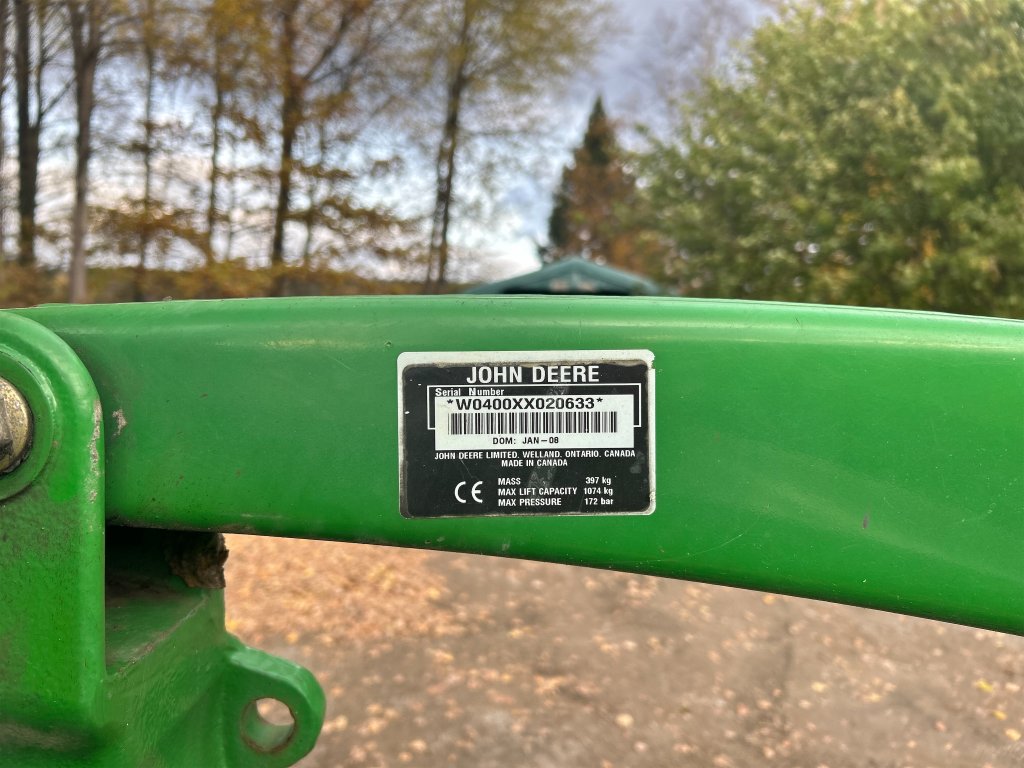 JOHN DEERE
Serial Number
*W0400XX020633*
DOM: JAN-08
JOHN DEERE LIMITED, WELLAND, ONTARIO, CANADA
MADE IN CANADA
CE
MASS 397 kg
MAX LIFT CAPACITY 1074 kg
MAX PRESSURE 172 bar